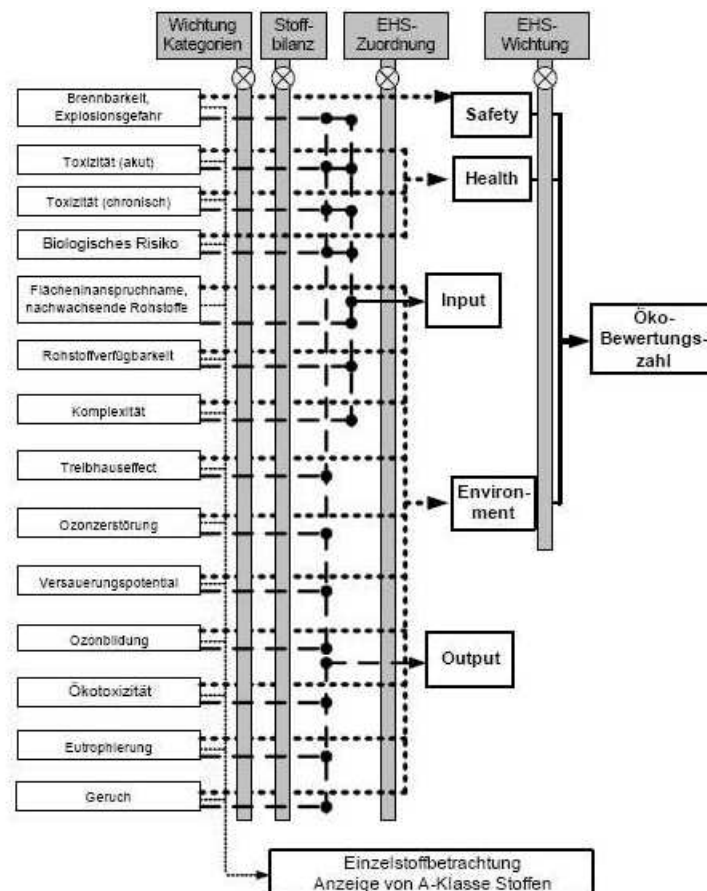 Wichtung
Kategorien
Stoff-
bilanz
EHS-
Zuordnung
EHS-
Wichtung
Brennbarkeit,
Explosionsgefahr
Safety
Toxizität (akut)
Health
Toxizität (chronisch)
Biologisches Risiko
Flächeninanspruchname,
nachwachsende Rohstoffe
Input
Öko-
Bewertungs-
zahl
Rohstoffverfügbarkeit
Komplexität
Treibhauseffect
Environ-
ment
Ozonzerstörung
Versauerungspotential
Ozonbildung
Output
Ökotoxizität
Eutrophierung
Geruch
Einzelstoffbetrachtung
Anzeige von A-Klasse Stoffen